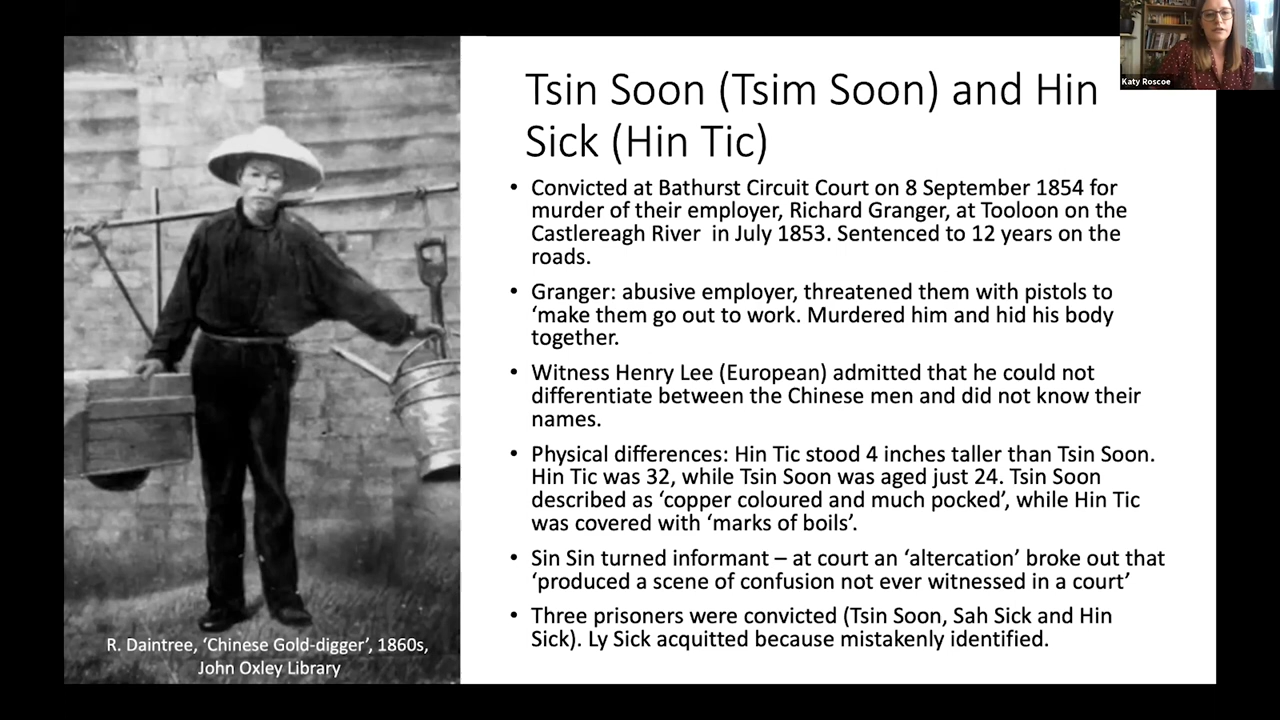 Katy Roscoe
Tsin Soon (Tsim Soon) and Hin
Sick (Hin Tic)
• Convicted at Bathurst Circuit Court on 8 September 1854 for
murder of their employer, Richard Granger, at Tooloon on the
Castlereagh River  in July 1853. Sentenced to 12 years on the
roads.
• Granger: abusive employer, threatened them with pistols to
‘make them go out to work. Murdered him and hid his body
together.
• Witness Henry Lee (European) admitted that he could not
differentiate between the Chinese men and did not know their
names.
• Physical differences: Hin Tic stood 4 inches taller than Tsin Soon.
Hin Tic was 32, while Tsin Soon was aged just 24. Tsin Soon
described as ‘copper coloured and much pocked’, while Hin Tic
was covered with ‘marks of boils’.
• Sin Sin turned informant – at court an ‘altercation’ broke out that
‘produced a scene of confusion not ever witnessed in a court’
• Three prisoners were convicted (Tsin Soon, Sah Sick and Hin
Sick). Ly Sick acquitted because mistakenly identified.
R. Daintree, ‘Chinese Gold-digger’, 1860s,
John Oxley Library